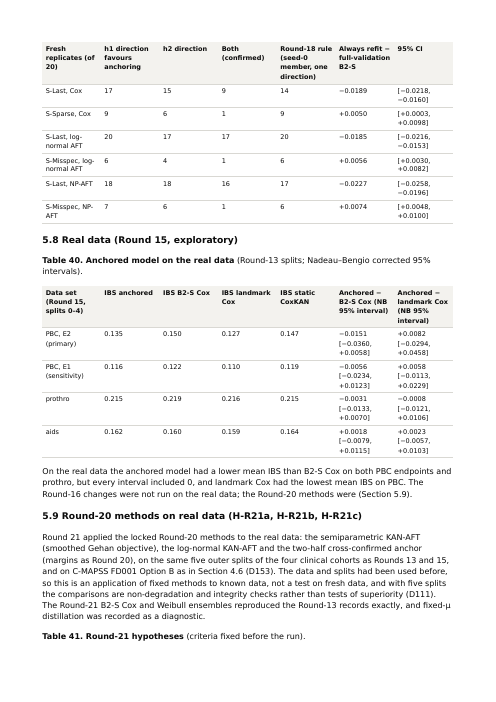 Fresh replicates (of 20) | h1 direction favours anchoring | h2 direction | Both (confirmed) | Round-18 rule (seed-0 member, one direction) | Always refit − full-validation B2-S | 95% CI
S-Last, Cox | 17 | 15 | 9 | 14 | −0.0189 | [−0.0218, −0.0160]
S-Sparse, Cox | 9 | 6 | 1 | 9 | +0.0050 | [+0.0003, +0.0098]
S-Last, log-normal AFT | 20 | 17 | 17 | 20 | −0.0185 | [−0.0216, −0.0153]
S-Misspec, log-normal AFT | 6 | 4 | 1 | 6 | +0.0056 | [+0.0030, +0.0082]
S-Last, NP-AFT | 18 | 18 | 16 | 17 | −0.0227 | [−0.0258, −0.0196]
S-Misspec, NP-AFT | 7 | 6 | 1 | 6 | +0.0074 | [+0.0048, +0.0100]
5.8 Real data (Round 15, exploratory)
Table 40. Anchored model on the real data (Round-13 splits; Nadeau–Bengio corrected 95%
intervals).
Data set (Round 15, splits 0–4) | IBS anchored | IBS B2-S Cox | IBS landmark Cox | IBS static CoxKAN | Anchored − B2-S Cox (NB 95% interval) | Anchored − landmark Cox (NB 95% interval)
PBC, E2 (primary) | 0.135 | 0.150 | 0.127 | 0.147 | −0.0151 [−0.0360, +0.0058] | +0.0082 [−0.0294, +0.0458]
PBC, E1 (sensitivity) | 0.116 | 0.122 | 0.110 | 0.119 | −0.0056 [−0.0234, +0.0123] | +0.0058 [−0.0113, +0.0229]
prothro | 0.215 | 0.219 | 0.216 | 0.215 | −0.0031 [−0.0133, +0.0070] | −0.0008 [−0.0121, +0.0106]
aids | 0.162 | 0.160 | 0.159 | 0.164 | +0.0018 [−0.0079, +0.0115] | +0.0023 [−0.0057, +0.0103]
On the real data the anchored model had a lower mean IBS than B2-S Cox on both PBC endpoints and
prothro, but every interval included 0, and landmark Cox had the lowest mean IBS on PBC. The
Round-16 changes were not run on the real data; the Round-20 methods were (Section 5.9).
5.9 Round-20 methods on real data (H-R21a, H-R21b, H-R21c)
Round 21 applied the locked Round-20 methods to the real data: the semiparametric KAN-AFT
(smoothed Gehan objective), the log-normal KAN-AFT and the two-half cross-confirmed anchor
(margins as Round 20), on the same five outer splits of the four clinical cohorts as Rounds 13 and 15,
and on C-MAPSS FD001 Option B as in Section 4.6 (D153). The data and splits had been used before,
so this is an application of fixed methods to known data, not a test on fresh data, and with five splits
the comparisons are non-degradation and integrity checks rather than tests of superiority (D111).
The Round-21 B2-S Cox and Weibull ensembles reproduced the Round-13 records exactly, and fixed-μ
distillation was recorded as a diagnostic.
Table 41. Round-21 hypotheses (criteria fixed before the run).